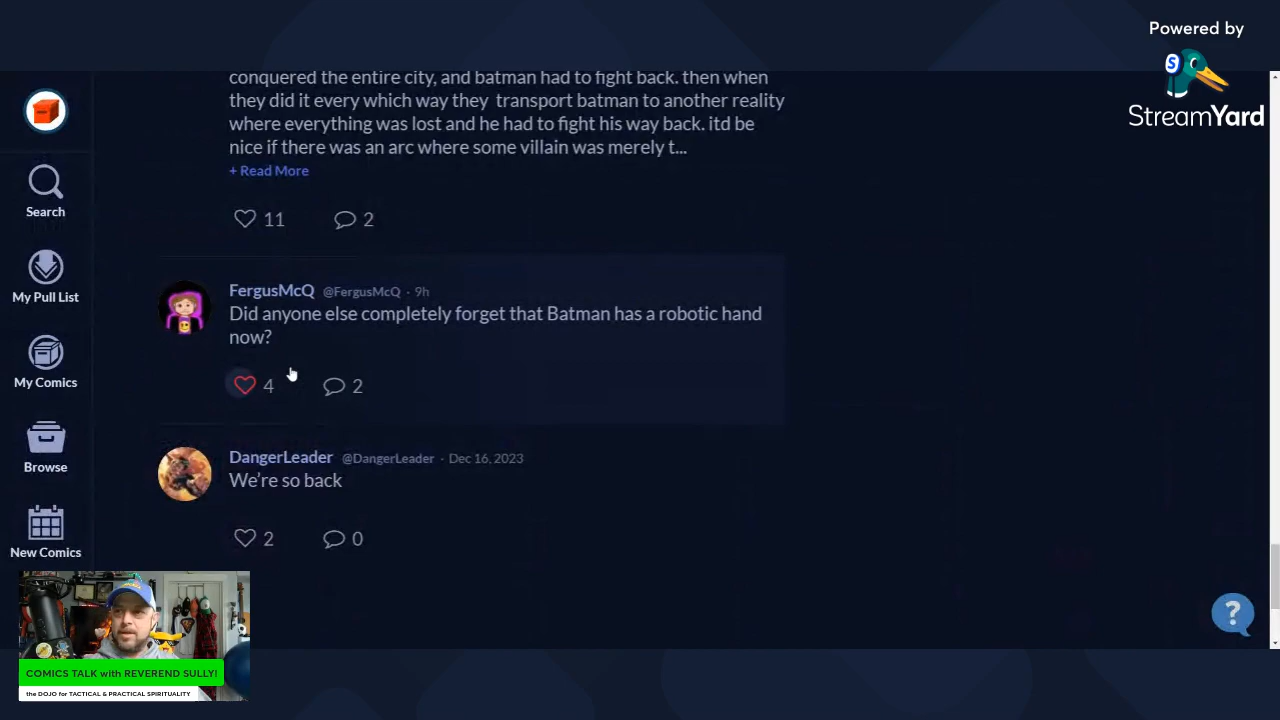 Powered by
StreamYard
conquered the entire city, and batman had to fight back. then when
they did it every which way they transport batman to another reality
where everything was lost and he had to fight his way back. itd be
nice if there was an arc where some villain was merely t...
+ Read More
11 2
FergusMcQ @FergusMcQ · 9h
Did anyone else completely forget that Batman has a robotic hand
now?
4 2
DangerLeader @DangerLeader · Dec 16, 2023
We’re so back
2 0
Search
My Pull List
My Comics
Browse
New Comics
COMICS TALK with REVEREND SULLY!
the DOJO for TACTICAL & PRACTICAL SPIRITUALITY
S
?